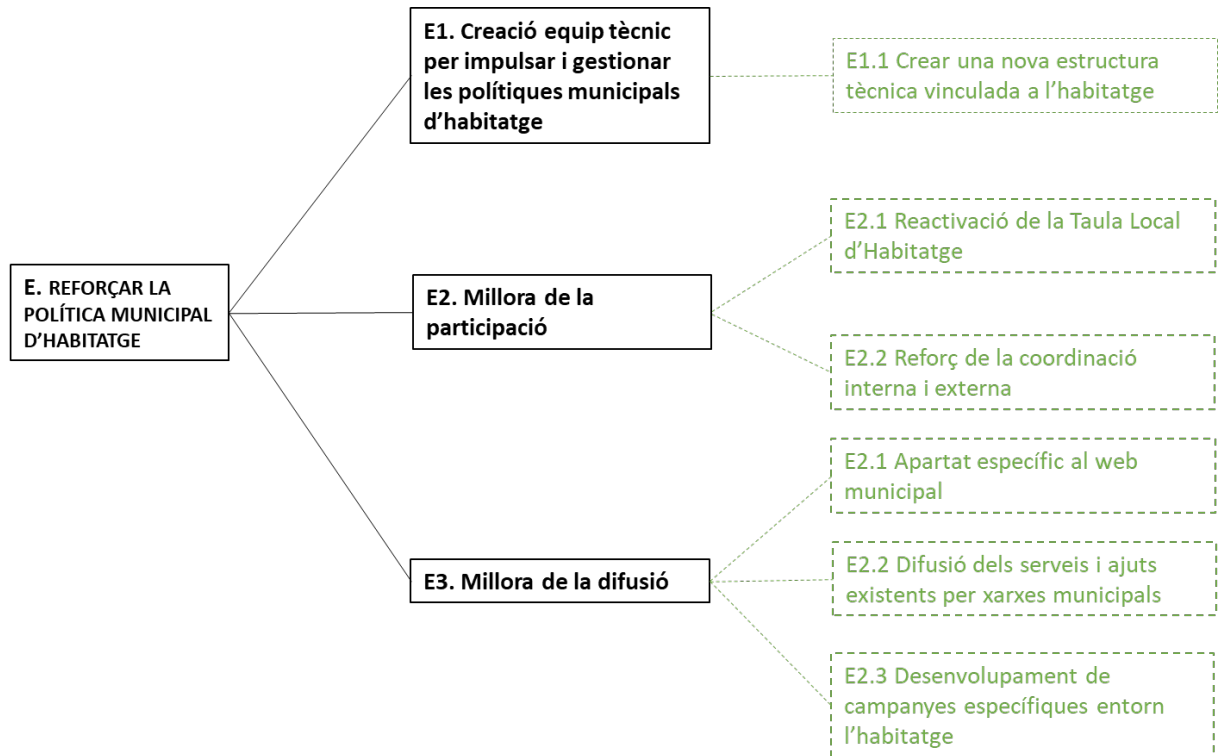 E1. Creació equip tècnic
per impulsar i gestionar
les polítiques municipals
d’habitatge
E1.1 Crear una nova estructura
tècnica vinculada a l’habitatge
E2.1 Reactivació de la Taula Local
d’Habitatge
E. REFORÇAR LA
POLÍTICA MUNICIPAL
D’HABITATGE
E2. Millora de la
participació
E2.2 Reforç de la coordinació
interna i externa
E2.1 Apartat específic al web
municipal
E3. Millora de la difusió
E2.2 Difusió dels serveis i ajuts
existents per xarxes municipals
E2.3 Desenvolupament de
campanyes específiques entorn
l’habitatge